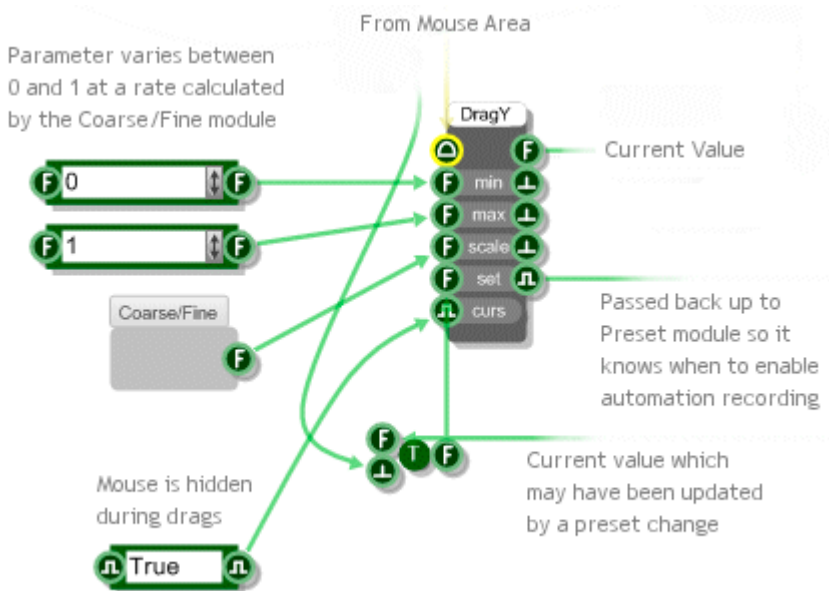 From Mouse Area
Parameter varies between
0 and 1 at a rate calculated
by the Coarse/Fine module
DragY
F
Current Value
F 0 F
F min
F 1 F
F max
F scale
F set
Coarse/Fine
curs
F
Passed back up to
Preset module so it
knows when to enable
automation recording
F
T F
Current value which
may have been updated
by a preset change
Mouse is hidden
during drags
True